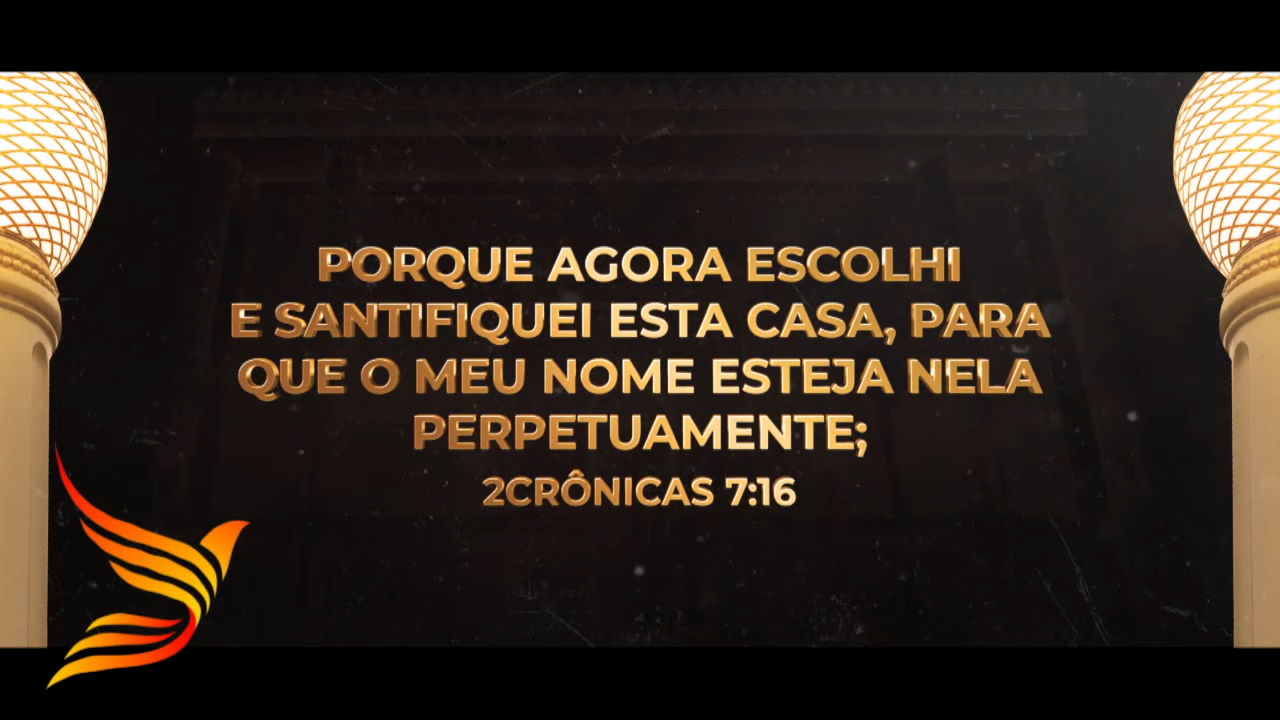 PORQUE AGORA ESCOLHI
E SANTIFIQUEI ESTA CASA, PARA
QUE O MEU NOME ESTEJA NELA
PERPETUAMENTE;
2CRÔNICAS 7:16